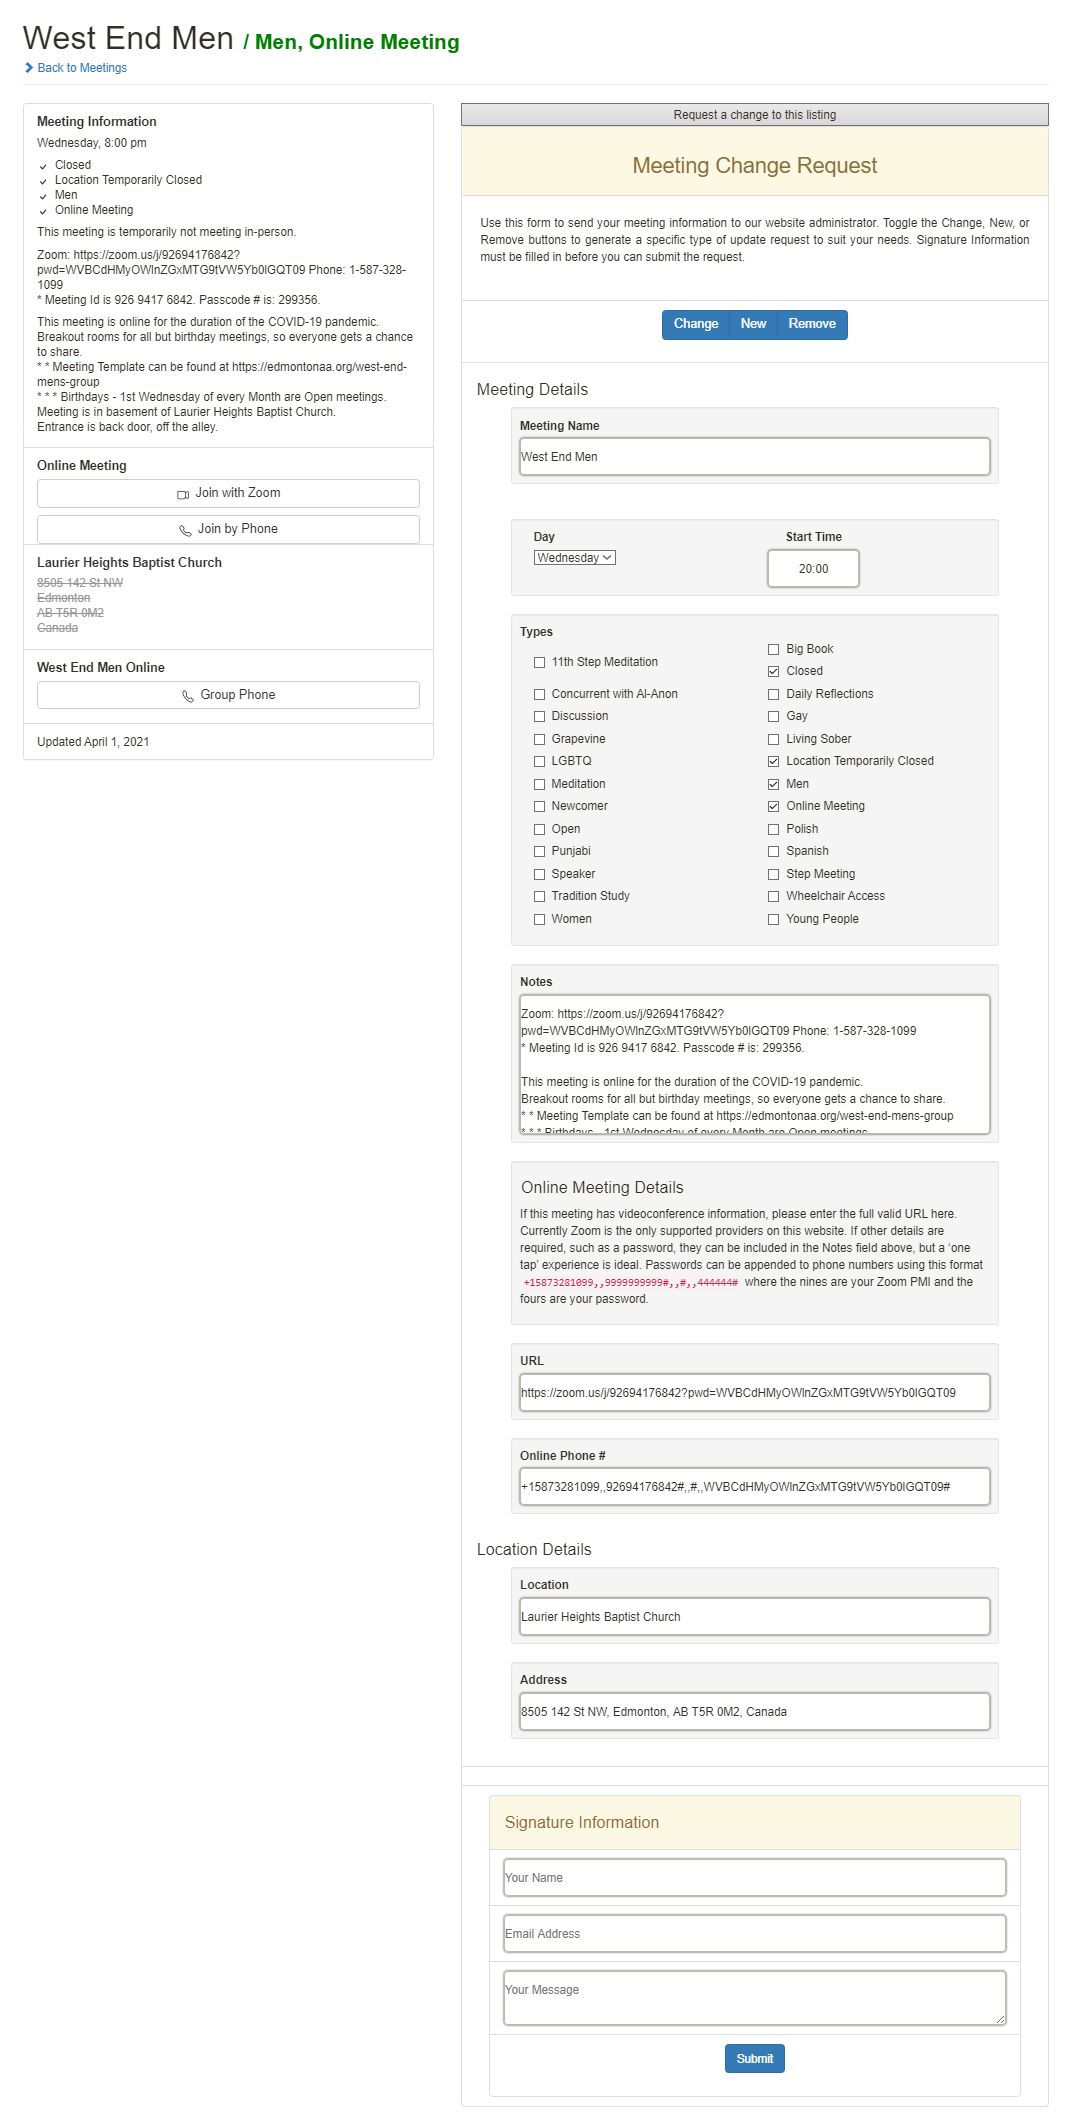 West End Men / Men, Online Meeting
Back to Meetings
Meeting Information
Wednesday, 8:00 pm
Closed
Location Temporarily Closed
Men
Online Meeting
This meeting is temporarily not meeting in-person.
Zoom: https://zoom.us/j/92694176842?
pwd=WVBCdHMyOWlnZGxMTG9tVW5Yb0lGQT09 Phone: 1-587-328-
1099
* Meeting Id is 926 9417 6842. Passcode # is: 299356.
This meeting is online for the duration of the COVID-19 pandemic.
Breakout rooms for all but birthday meetings, so everyone gets a chance
to share.
* * Meeting Template can be found at https://edmontonaa.org/west-end-
mens-group
* * * Birthdays - 1st Wednesday of every Month are Open meetings.
Meeting is in basement of Laurier Heights Baptist Church.
Entrance is back door, off the alley.
Online Meeting
Join with Zoom
Join by Phone
Laurier Heights Baptist Church
8505 142 St NW
Edmonton
AB T5R 0M2
Canada
West End Men Online
Group Phone
Updated April 1, 2021
Request a change to this listing
Meeting Change Request
Use this form to send your meeting information to our website administrator. Toggle the Change, New, or
Remove buttons to generate a specific type of update request to suit your needs. Signature Information
must be filled in before you can submit the request.
Change New Remove
Meeting Details
Meeting Name
West End Men
Day Start Time
Wednesday 20:00
Types
Big Book
11th Step Meditation
Closed
Concurrent with Al-Anon Daily Reflections
Discussion Gay
Grapevine Living Sober
LGBTQ Location Temporarily Closed
Meditation Men
Newcomer Online Meeting
Open Polish
Punjabi Spanish
Speaker Step Meeting
Tradition Study Wheelchair Access
Women Young People
Notes
Zoom: https://zoom.us/j/92694176842?
pwd=WVBCdHMyOWlnZGxMTG9tVW5Yb0lGQT09 Phone: 1-587-328-1099
* Meeting Id is 926 9417 6842. Passcode # is: 299356.
This meeting is online for the duration of the COVID-19 pandemic.
Breakout rooms for all but birthday meetings, so everyone gets a chance to share.
* * Meeting Template can be found at https://edmontonaa.org/west-end-mens-group
* * * Birthdays - 1st Wednesday of every Month are Open meetings.
Online Meeting Details
If this meeting has videoconference information, please enter the full valid URL here.
Currently Zoom is the only supported providers on this website. If other details are
required, such as a password, they can be included in the Notes field above, but a 'one
tap' experience is ideal. Passwords can be appended to phone numbers using this format
+15873281099,,9999999999#,,#,,444444# where the nines are your Zoom PMI and the
fours are your password.
URL
https://zoom.us/j/92694176842?pwd=WVBCdHMyOWlnZGxMTG9tVW5Yb0lGQT09
Online Phone #
+15873281099,,92694176842#,,#,,WVBCdHMyOWlnZGxMTG9tVW5Yb0lGQT09#
Location Details
Location
Laurier Heights Baptist Church
Address
8505 142 St NW, Edmonton, AB T5R 0M2, Canada
Signature Information
Your Name
Email Address
Your Message
Submit